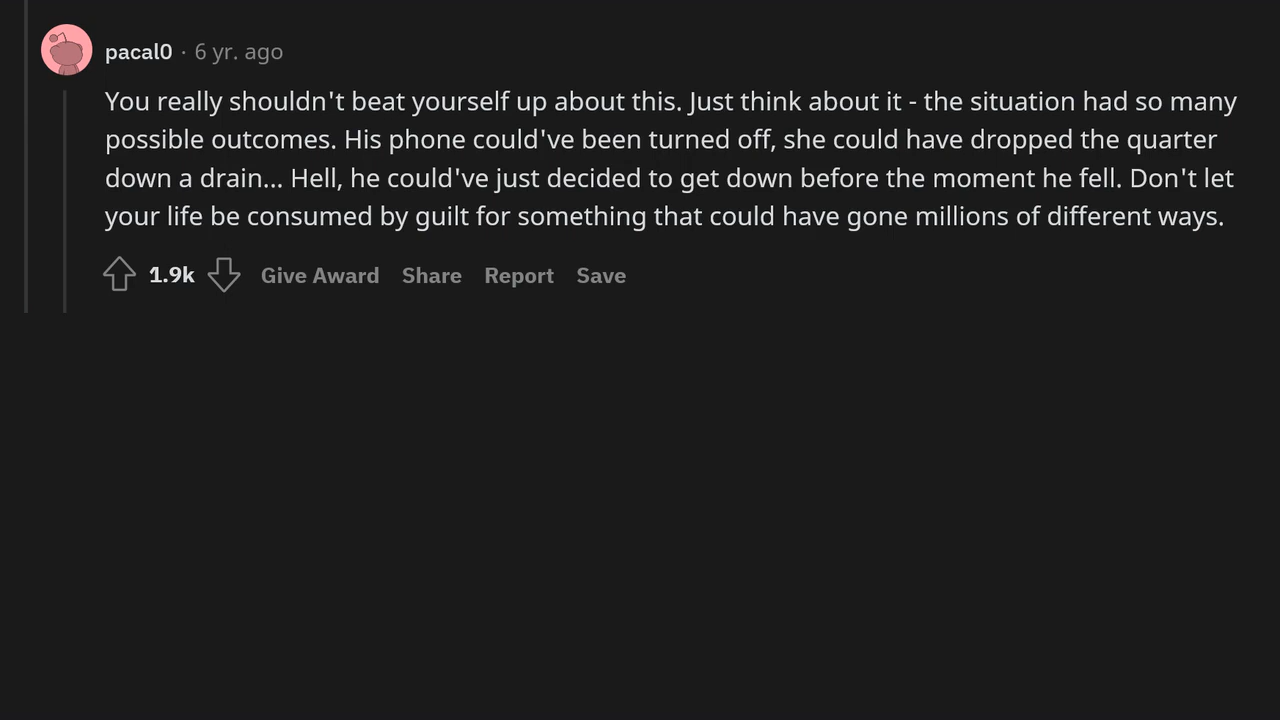 pacal0 · 6 yr. ago
You really shouldn't beat yourself up about this. Just think about it - the situation had so many
possible outcomes. His phone could've been turned off, she could have dropped the quarter
down a drain... Hell, he could've just decided to get down before the moment he fell. Don't let
your life be consumed by guilt for something that could have gone millions of different ways.
1.9k Give Award Share Report Save